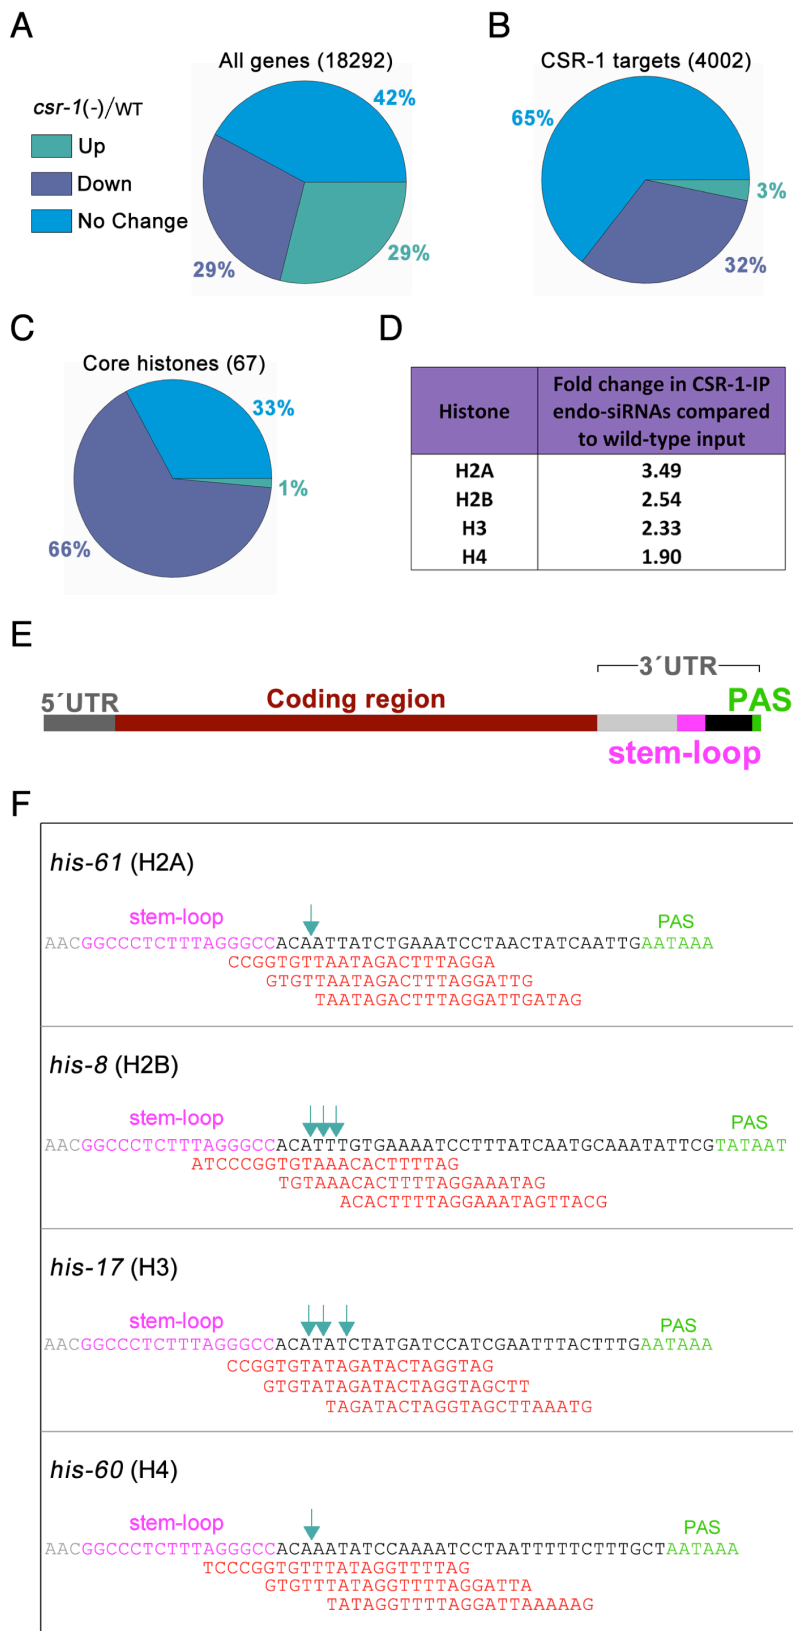 A
B
All genes (18292)
CSR-1 targets (4002)
csr-1(-)/WT
Up
Down
No Change
42%
29%
29%
65%
3%
32%
C
D
Core histones (67)
33%
1%
66%
Histone
Fold change in CSR-1-IP
endo-siRNAs compared
to wild-type input
H2A 3.49
H2B 2.54
H3 2.33
H4 1.90
E
3´UTR
5´UTR
Coding region
PAS
stem-loop
F
his-61 (H2A)
stem-loop PAS
AACGGCCCTCTTTAGGGCCACAATTATCTGAAATCCTAACTATCAATTGAATAAA
CCGGTGTTAATAGACTTTAGGA
GTGTTAATAGACTTTAGGATTG
TAATAGACTTTAGGATTGATAG
his-8 (H2B)
stem-loop PAS
AACGGCCCTCTTTAGGGCCACATTTGTGAAAATCCTTTATCAATGCAAATATTCGTATAAT
ATCCCGGTGTAAACACTTTTAG
TGTAAACACTTTTAGGAAATAG
ACACTTTTAGGAAATAGTTACG
his-17 (H3)
stem-loop PAS
AACGGCCCTCTTTAGGGCCACATATCTATGATCCATCGAATTTACTTTGAATAAA
CCGGTGTATAGATACTAGGTAG
GTGTATAGATACTAGGTAGCTT
TAGATACTAGGTAGCTTAAATG
his-60 (H4)
stem-loop PAS
AACGGCCCTCTTTAGGGCCACAAATATCCAAAATCCTAATTTTTCTTTGCTAATAAA
TCCCGGTGTTTATAGGTTTTAG
GTGTTTATAGGTTTTAGGATTA
TATAGGTTTTAGGATTAAAAAG